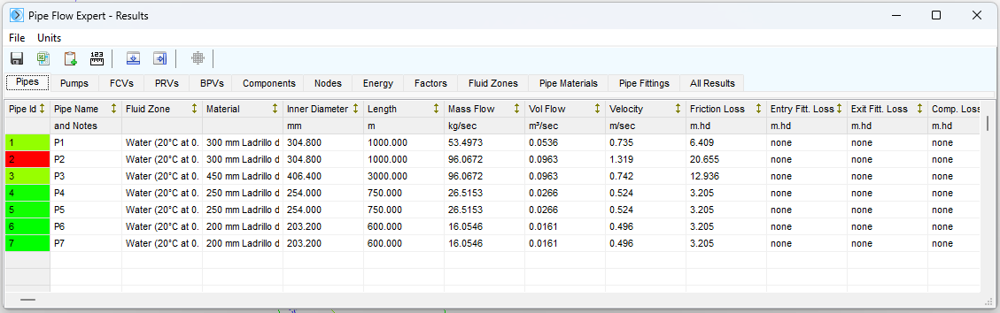 Pipe Flow Expert - Results
File Units
Pipes Pumps FCVs PRVs BPVs Components Nodes Energy Factors Fluid Zones Pipe Materials Pipe Fittings All Results
Pipe Id Pipe Name Fluid Zone Material Inner Diameter Length Mass Flow Vol Flow Velocity Friction Loss Entry Fitt. Loss Exit Fitt. Loss Comp. Loss
and Notes mm m kg/sec m³/sec m/sec m.hd m.hd m.hd m.hd
1 P1 Water (20°C at 0. 300 mm Ladrillo d 304.800 1000.000 53.4973 0.0536 0.735 6.409 none none none
2 P2 Water (20°C at 0. 300 mm Ladrillo d 304.800 1000.000 96.0672 0.0963 1.319 20.655 none none none
3 P3 Water (20°C at 0. 450 mm Ladrillo d 406.400 3000.000 96.0672 0.0963 0.742 12.936 none none none
4 P4 Water (20°C at 0. 250 mm Ladrillo d 254.000 750.000 26.5153 0.0266 0.524 3.205 none none none
5 P5 Water (20°C at 0. 250 mm Ladrillo d 254.000 750.000 26.5153 0.0266 0.524 3.205 none none none
6 P6 Water (20°C at 0. 200 mm Ladrillo d 203.200 600.000 16.0546 0.0161 0.496 3.205 none none none
7 P7 Water (20°C at 0. 200 mm Ladrillo d 203.200 600.000 16.0546 0.0161 0.496 3.205 none none none